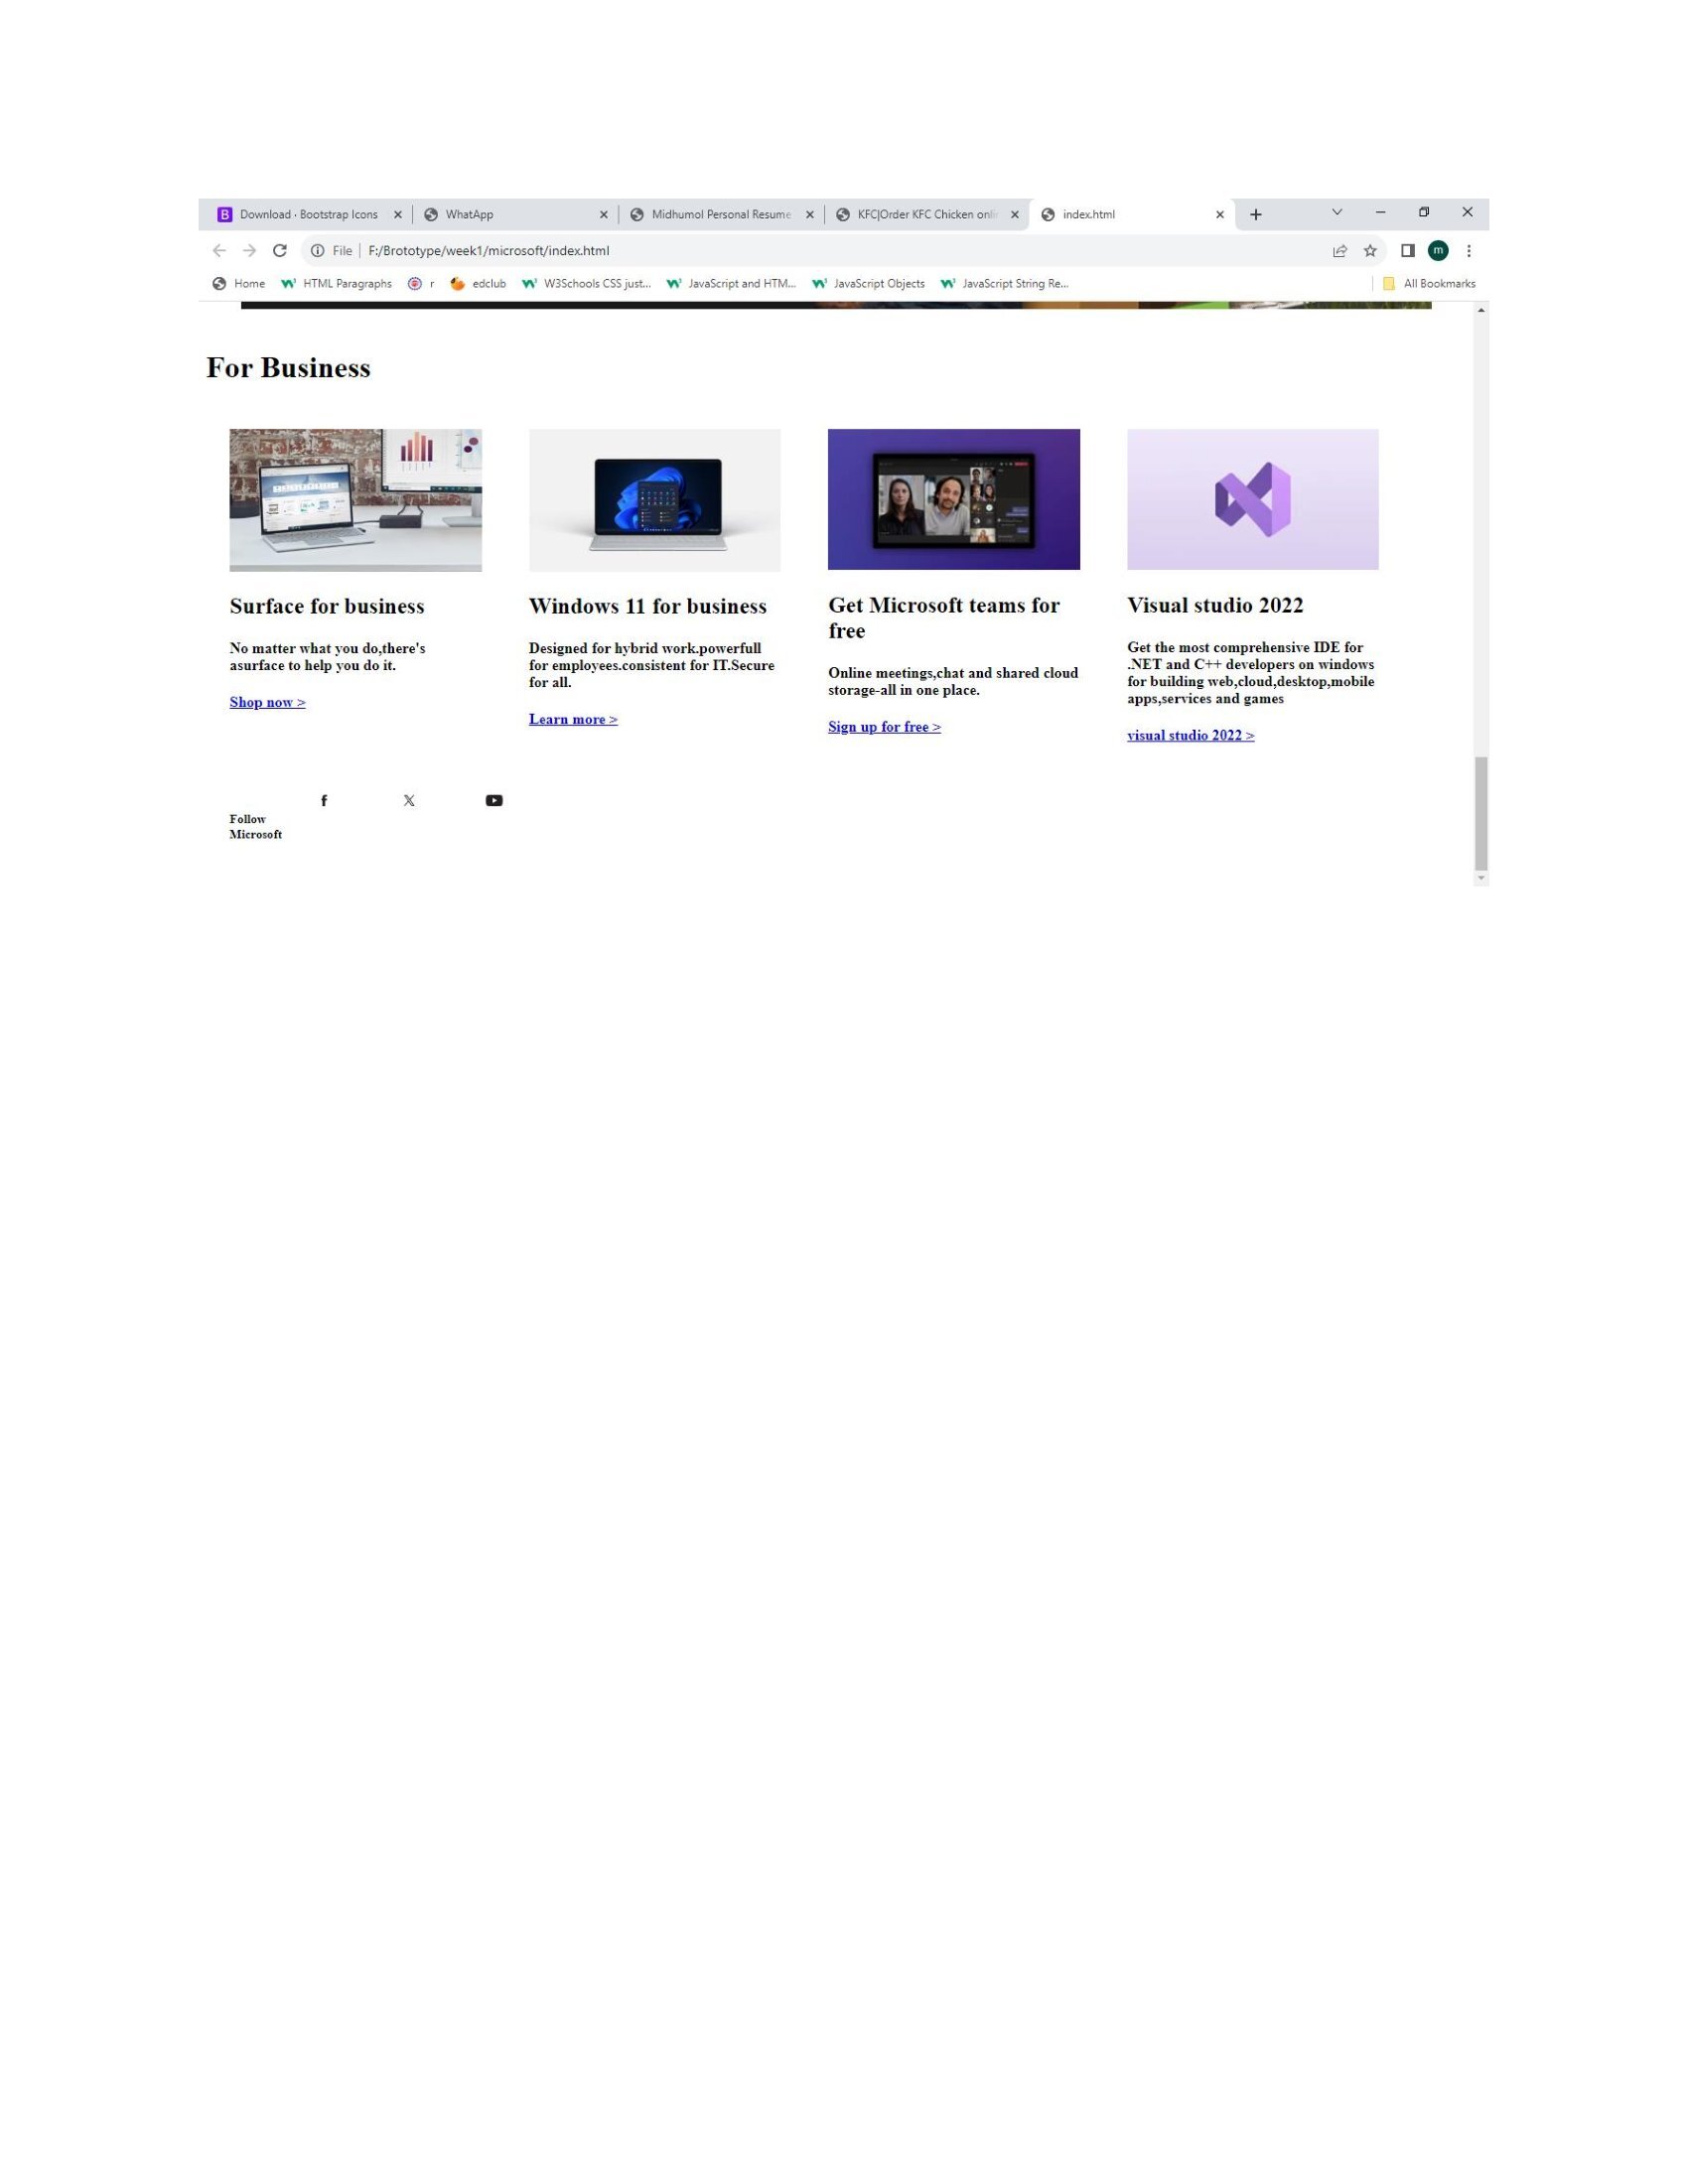 Download · Bootstrap Icons
WhatApp
Midhumol Personal Resume
KFC|Order KFC Chicken onli
index.html
File
F:/Brototype/week1/microsoft/index.html
m
Home
HTML Paragraphs
r
edclub
W3Schools CSS just...
JavaScript and HTM...
JavaScript Objects
JavaScript String Re...
All Bookmarks
For Business
Surface for business
No matter what you do,there's
asurface to help you do it.
Shop now >
Windows 11 for business
Designed for hybrid work.powerfull
for employees.consistent for IT.Secure
for all.
Learn more >
Get Microsoft teams for
free
Online meetings,chat and shared cloud
storage-all in one place.
Sign up for free >
Visual studio 2022
Get the most comprehensive IDE for
.NET and C++ developers on windows
for building web,cloud,desktop,mobile
apps,services and games
visual studio 2022 >
Follow
Microsoft